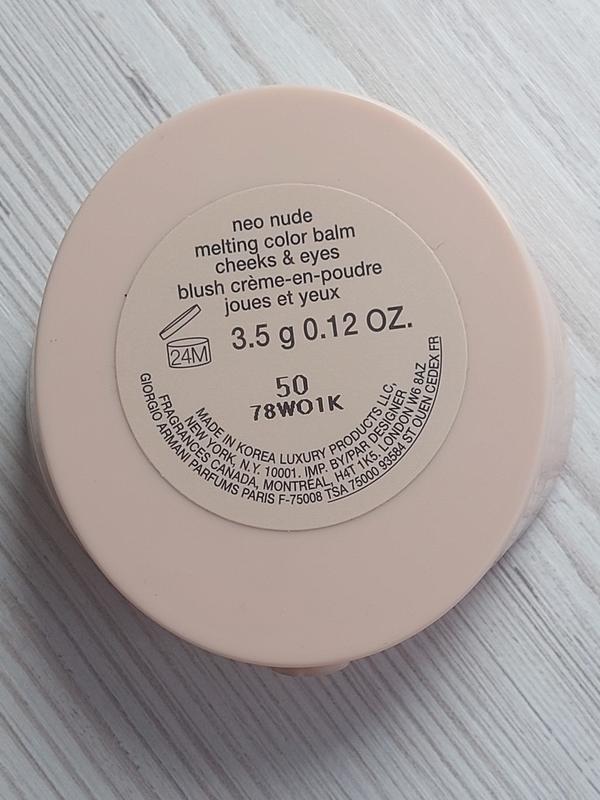 neo nude
melting color balm
cheeks & eyes
blush crème-en-poudre
joues et yeux
24M
3.5 g 0.12 OZ.
50
78WO1K
MADE IN KOREA LUXURY PRODUCTS LLC,
NEW YORK, N.Y. 10001. IMP. BY/PAR DESIGNER
FRAGRANCES CANADA, MONTRÉAL, H4T 1K5. LONDON W6 8AZ
GIORGIO ARMANI PARFUMS PARIS F-75008 TSA 75000 93584 ST OUEN CEDEX FR